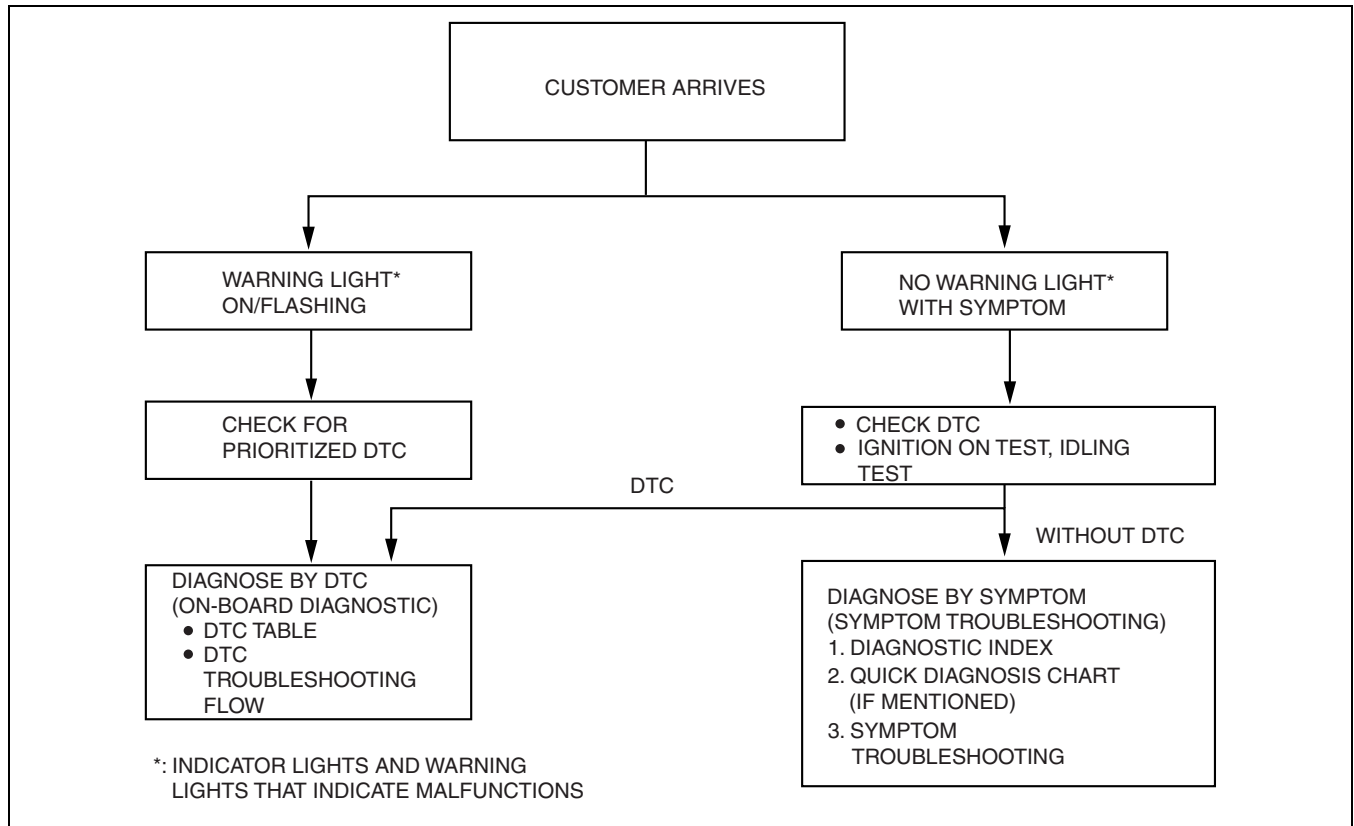 CUSTOMER ARRIVES
WARNING LIGHT*
ON/FLASHING
NO WARNING LIGHT*
WITH SYMPTOM
CHECK FOR
PRIORITIZED DTC
• CHECK DTC
• IGNITION ON TEST, IDLING
TEST
DTC
WITHOUT DTC
DIAGNOSE BY DTC
(ON-BOARD DIAGNOSTIC)
• DTC TABLE
• DTC
TROUBLESHOOTING
FLOW
DIAGNOSE BY SYMPTOM
(SYMPTOM TROUBLESHOOTING)
1. DIAGNOSTIC INDEX
2. QUICK DIAGNOSIS CHART
(IF MENTIONED)
3. SYMPTOM
TROUBLESHOOTING
*: INDICATOR LIGHTS AND WARNING
LIGHTS THAT INDICATE MALFUNCTIONS